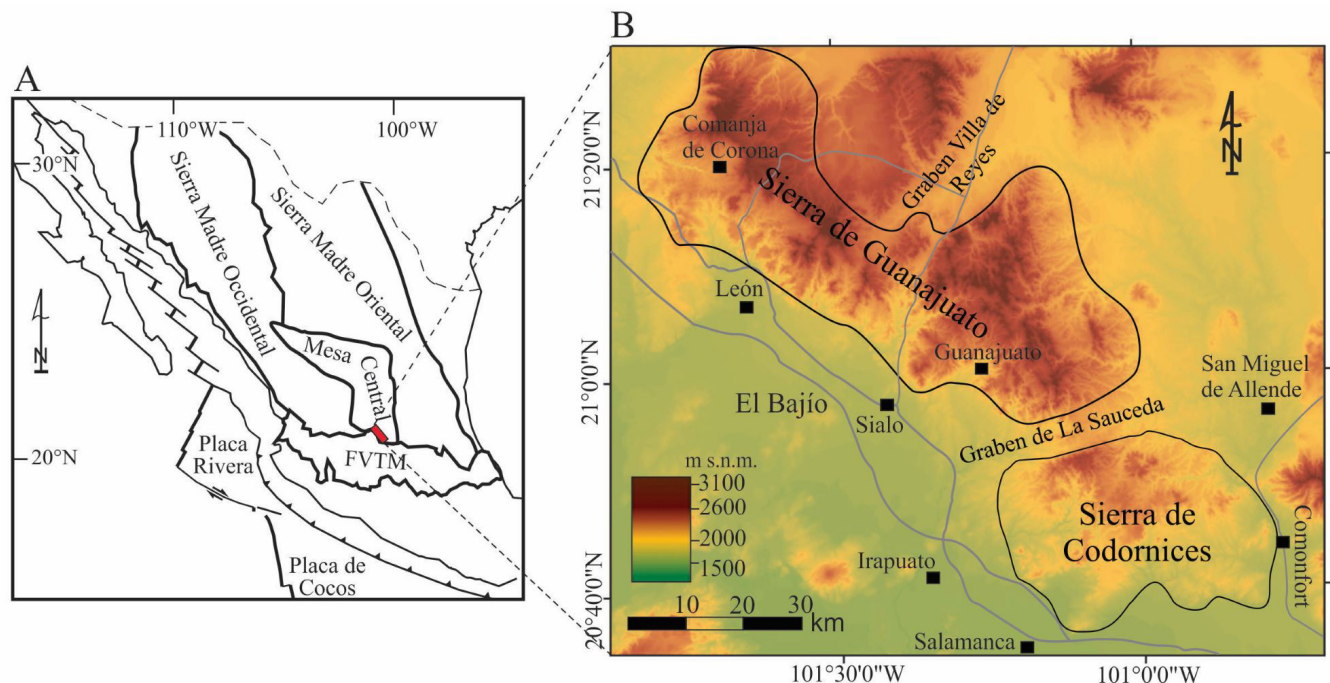 A
110°W
100°W
30°N
20°N
Sierra Madre Occidental
Sierra Madre Oriental
Mesa
Central
FVTM
Placa
Rivera
Placa de
Cocos
N
B
Comanja
de Corona
Graben Villa de
Reyes
Sierra de Guanajuato
N
León
Guanajuato
El Bajío
Sialo
San Miguel
de Allende
Graben de La Sauceda
m s.n.m.
3100
2600
2000
1500
Sierra de
Codornices
Comonfort
Irapuato
Salamanca
10 20 30
km
21°20'0"N
21°0'0"N
20°40'0"N
101°30'0"W
101°0'0"W